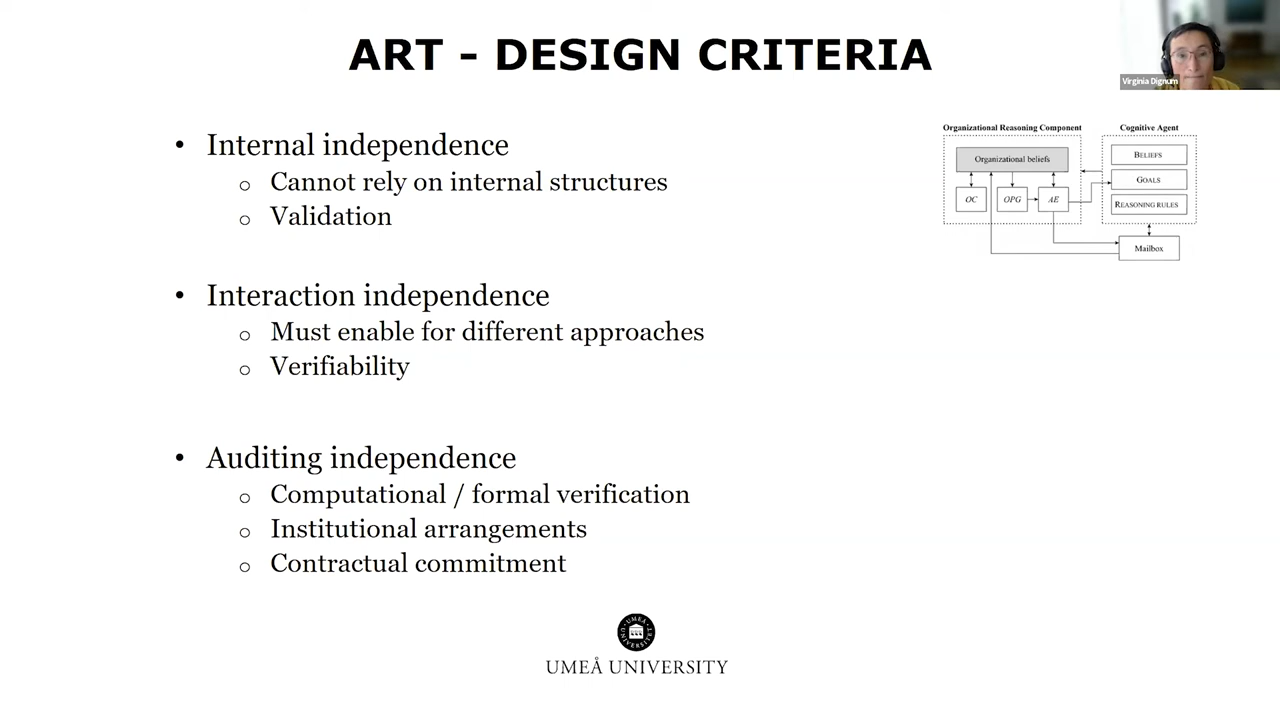 ART - DESIGN CRITERIA
Virginia Dignum
• Internal independence
o Cannot rely on internal structures
o Validation
• Interaction independence
o Must enable for different approaches
o Verifiability
• Auditing independence
o Computational / formal verification
o Institutional arrangements
o Contractual commitment
Organizational Reasoning Component
Organizational beliefs
OC
OPG
AE
Cognitive Agent
BELIEFS
GOALS
REASONING RULES
Mailbox
UMEÅ UNIVERSITET
UMEÅ UNIVERSITY